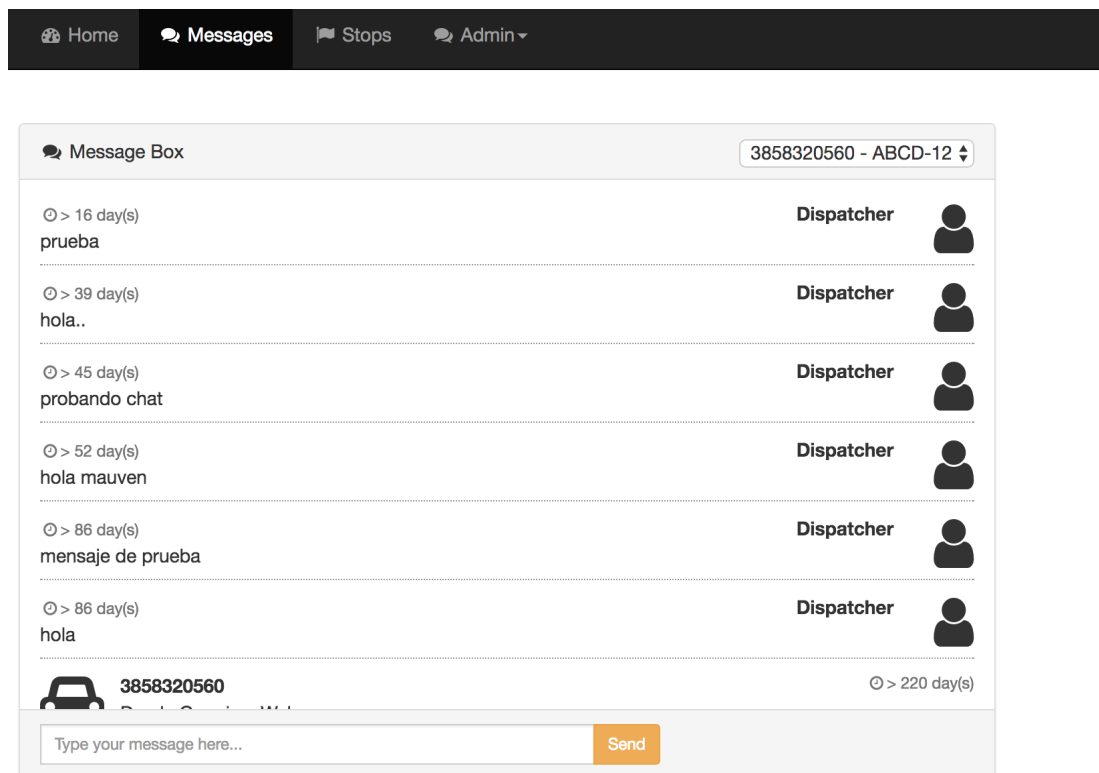 Home Messages Stops Admin
Message Box 3858320560 - ABCD-12
> 16 day(s) Dispatcher
prueba
> 39 day(s) Dispatcher
hola..
> 45 day(s) Dispatcher
probando chat
> 52 day(s) Dispatcher
hola mauven
> 86 day(s) Dispatcher
mensaje de prueba
> 86 day(s) Dispatcher
hola
3858320560 > 220 day(s)
Type your message here... Send